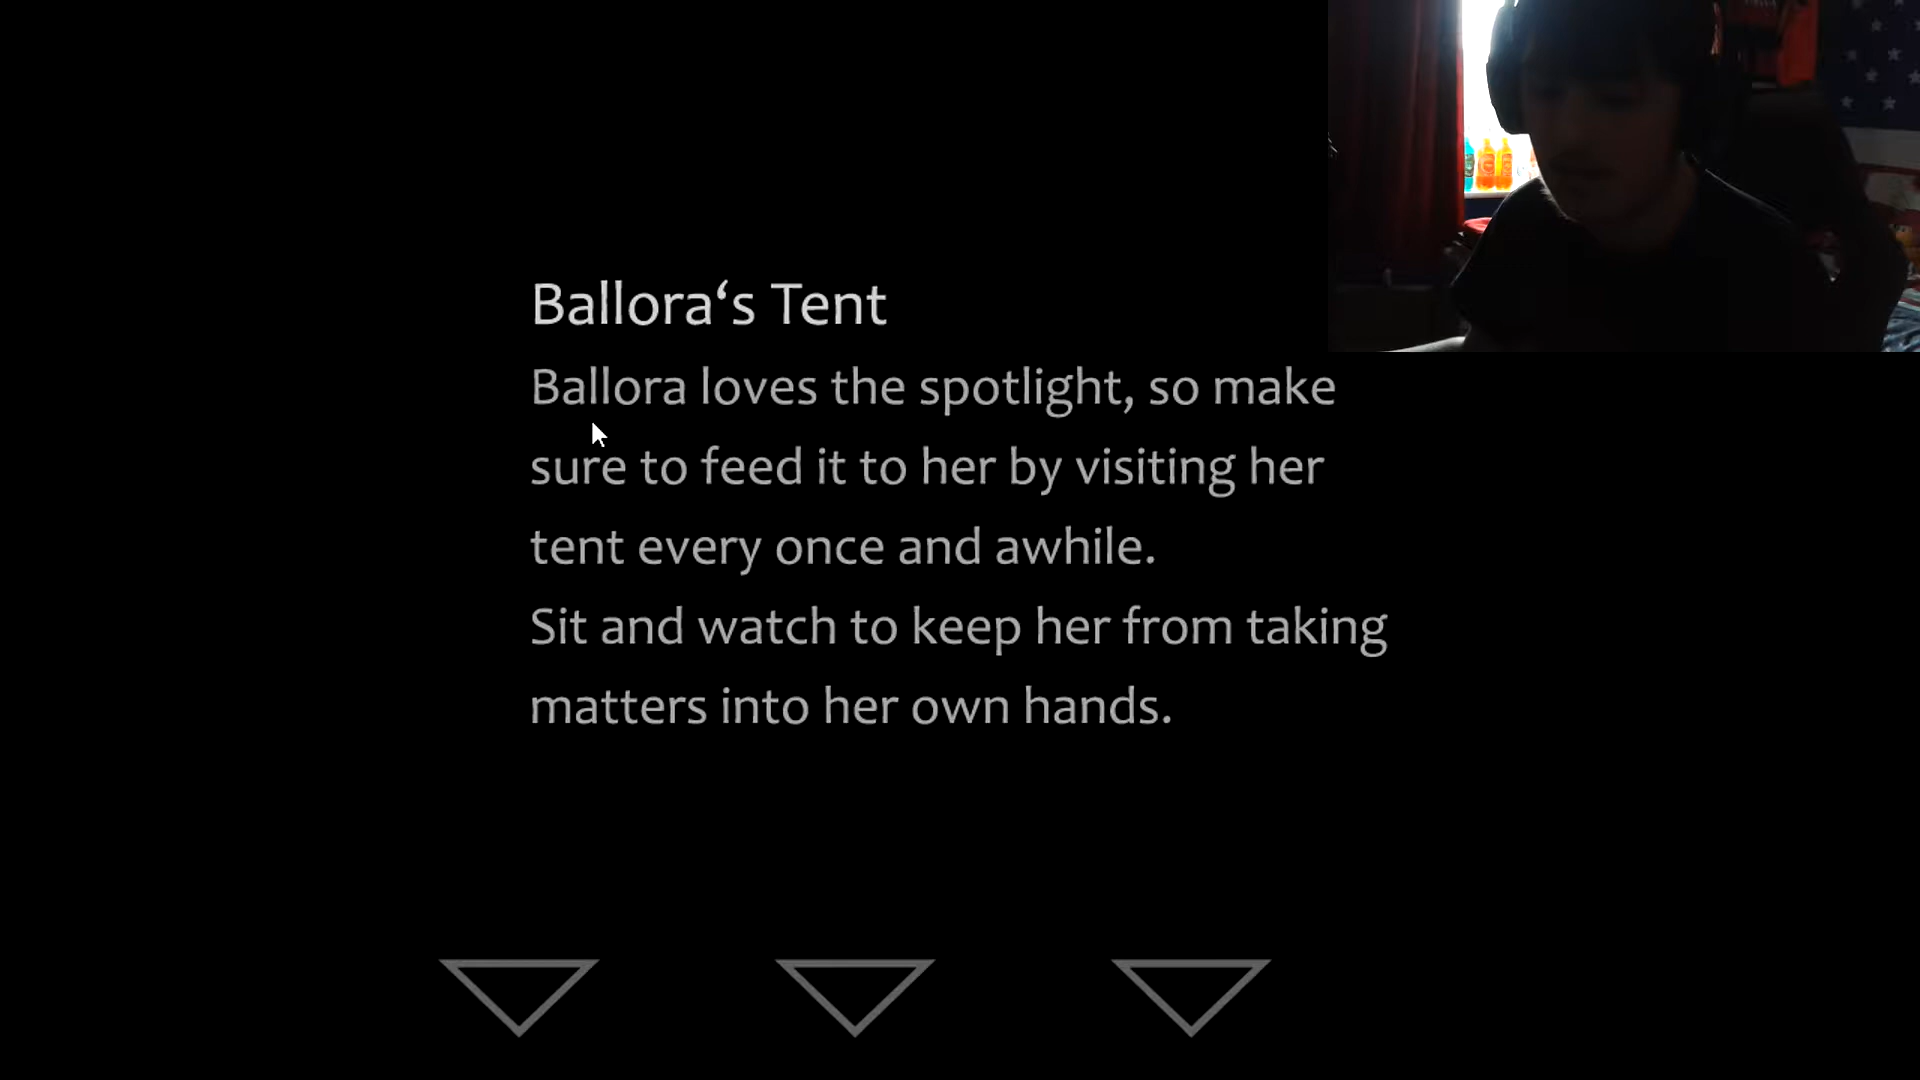 Ballora‘s Tent
Ballora loves the spotlight, so make
sure to feed it to her by visiting her
tent every once and awhile.
Sit and watch to keep her from taking
matters into her own hands.